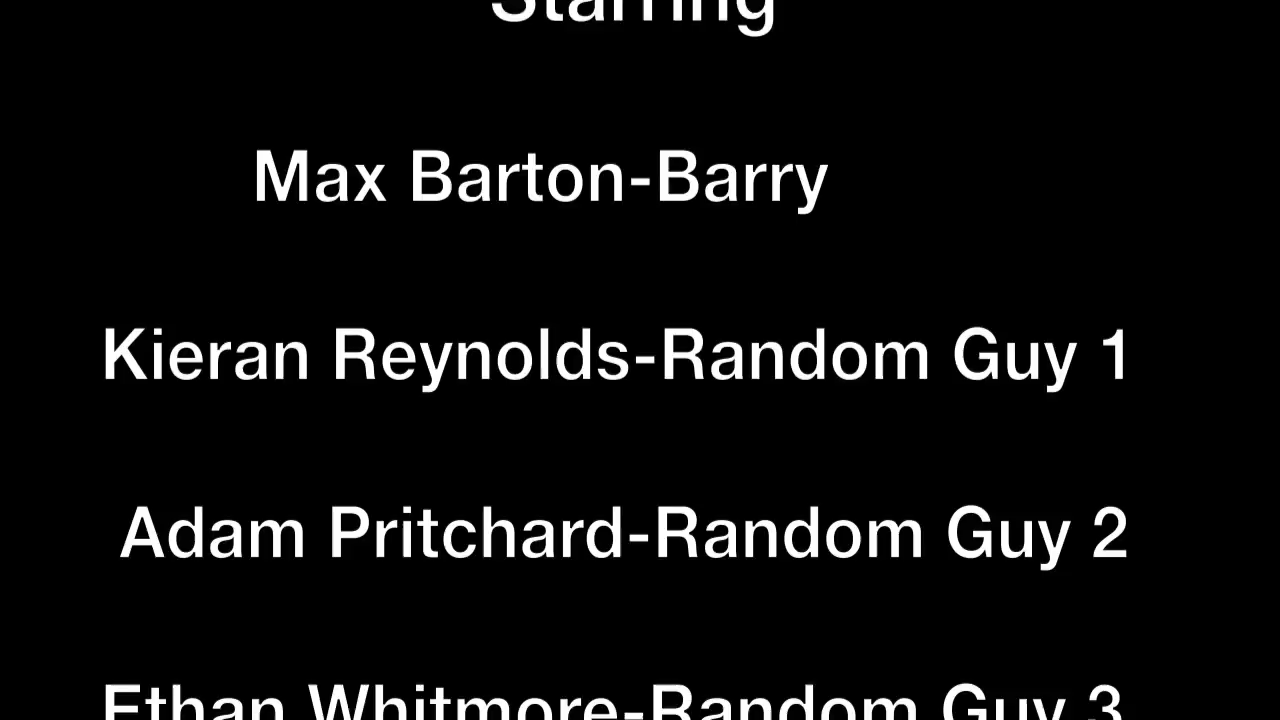 Starring
Max Barton-Barry
Kieran Reynolds-Random Guy 1
Adam Pritchard-Random Guy 2
Ethan Whitmore-Random Guy 3